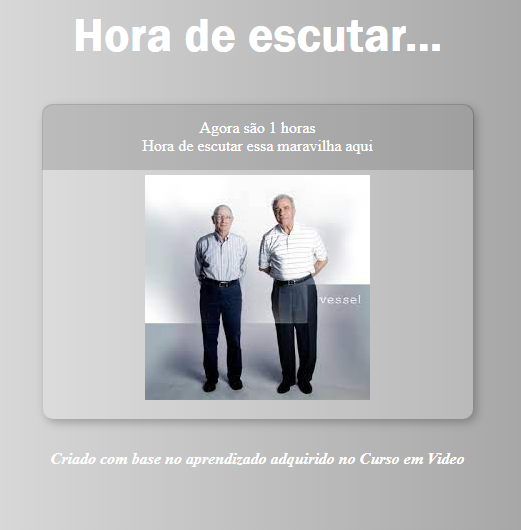 Hora de escutar...
Agora são 1 horas
Hora de escutar essa maravilha aqui
vessel
Criado com base no aprendizado adquirido no Curso em Video